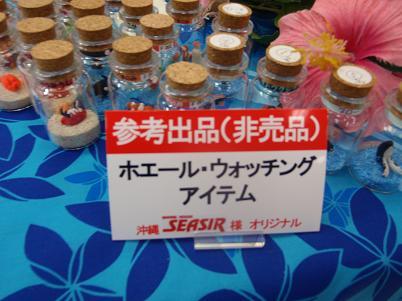 参考出品(非売品)
ホエール・ウォッチング
アイテム
沖縄 SEASIR 様 オリジナル